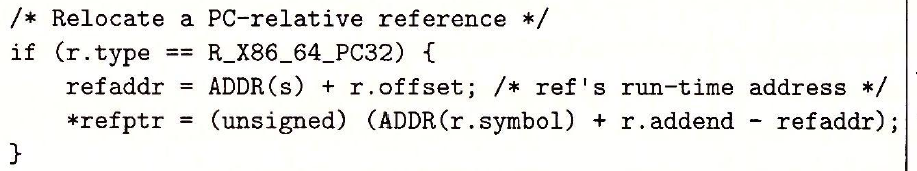 /* Relocate a PC-relative reference */
if (r.type == R_X86_64_PC32) {
    refaddr = ADDR(s) + r.offset; /* ref's run-time address */
    *refptr = (unsigned) (ADDR(r.symbol) + r.addend - refaddr);
}